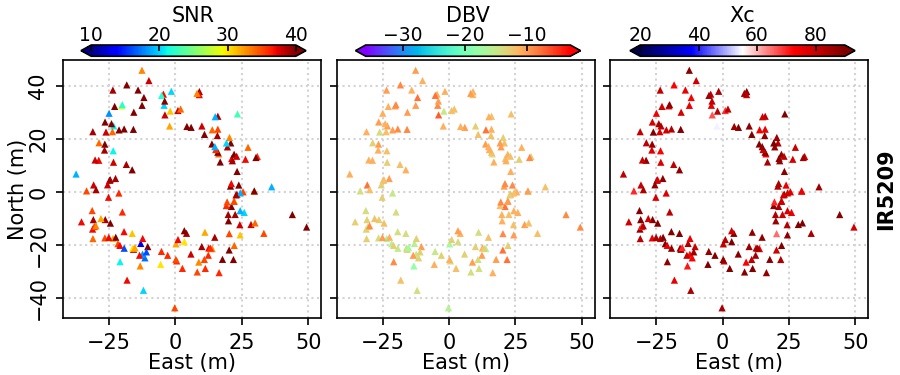 SNR DBV Xc
10 20 30 40 −30 −20 −10 20 40 60 80
40
20
0
−20
−40
North (m)
IR5209
−25 0 25 50 −25 0 25 50 −25 0 25 50
East (m) East (m) East (m)